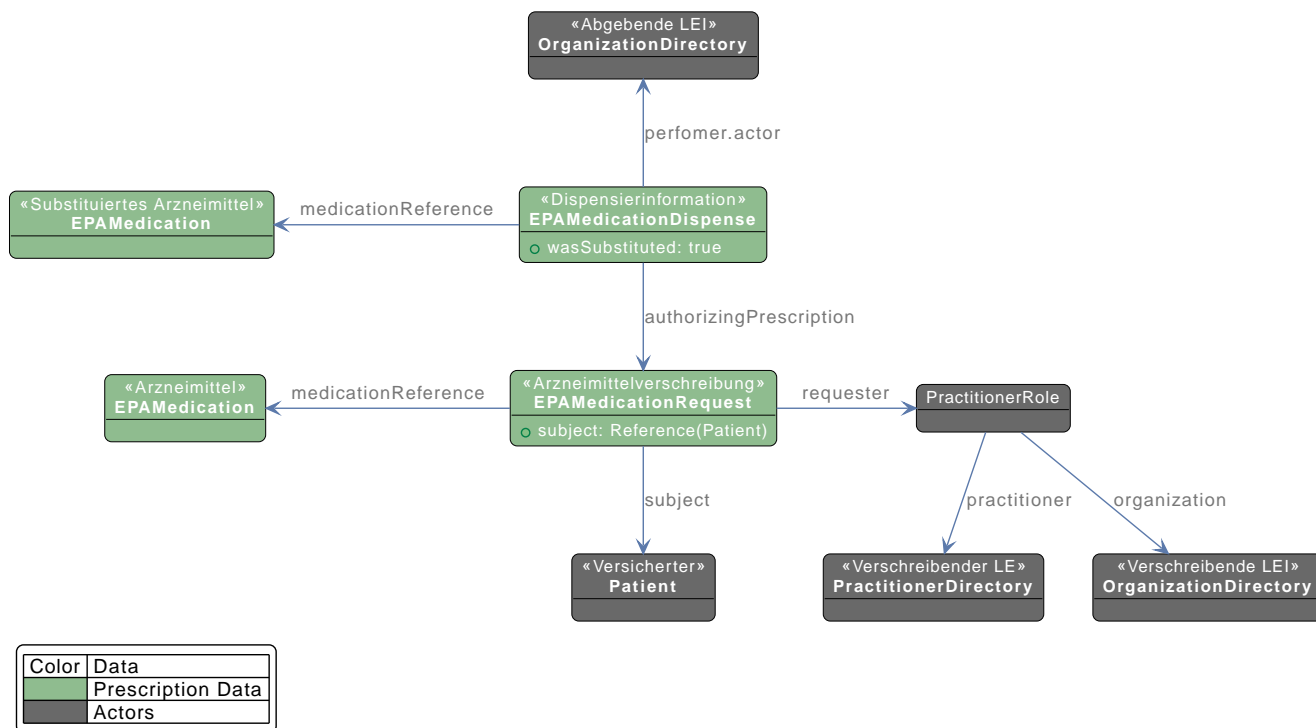 «Abgebende LEI»
OrganizationDirectory
perfomer.actor
«Substituiertes Arzneimittel»
EPAMedication
medicationReference
«Dispensierinformation»
EPAMedicationDispense
wasSubstituted: true
authorizingPrescription
«Arzneimittel»
EPAMedication
medicationReference
«Arzneimittelverschreibung»
EPAMedicationRequest
subject: Reference(Patient)
requester
PractitionerRole
subject
practitioner
organization
«Versicherter»
Patient
«Verschreibender LE»
PractitionerDirectory
«Verschreibende LEI»
OrganizationDirectory
Color Data
Prescription Data
Actors